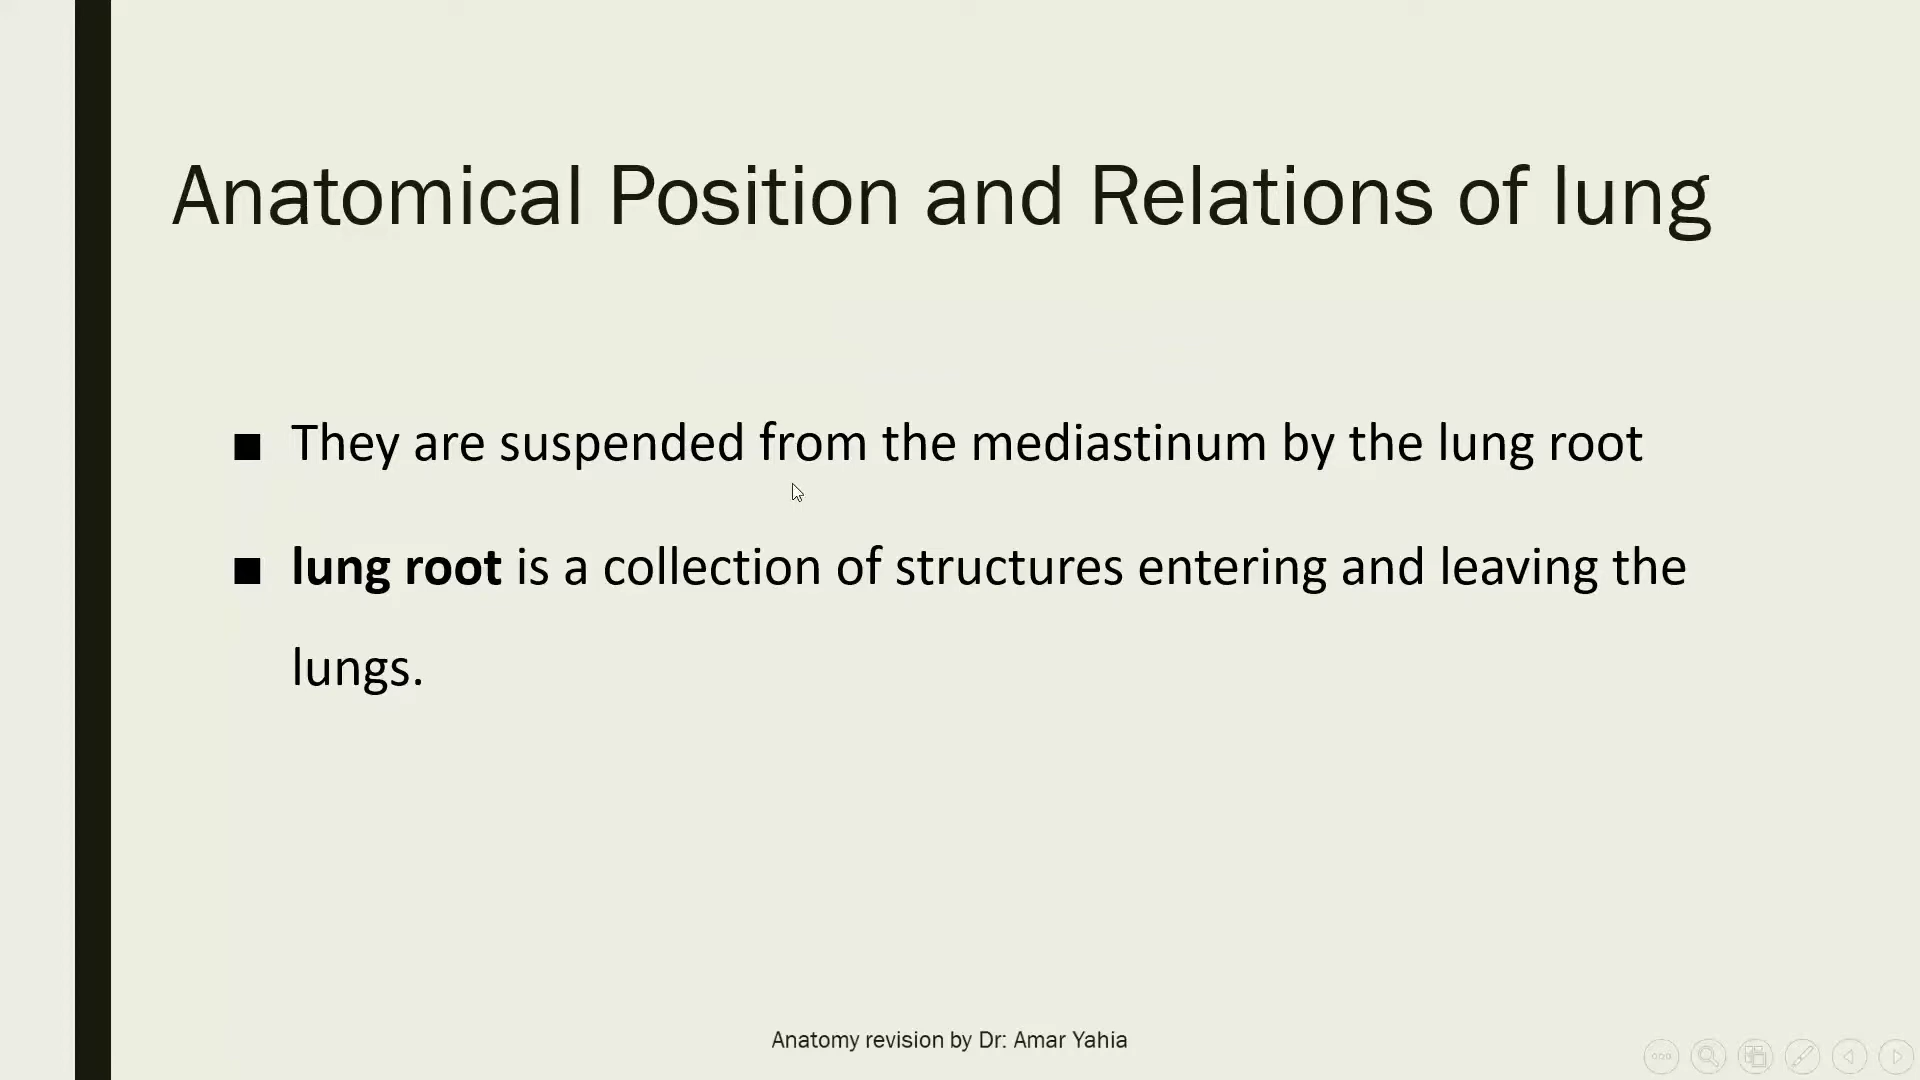 Anatomical Position and Relations of lung
■ They are suspended from the mediastinum by the lung root
■ lung root is a collection of structures entering and leaving the
lungs.
Anatomy revision by Dr: Amar Yahia